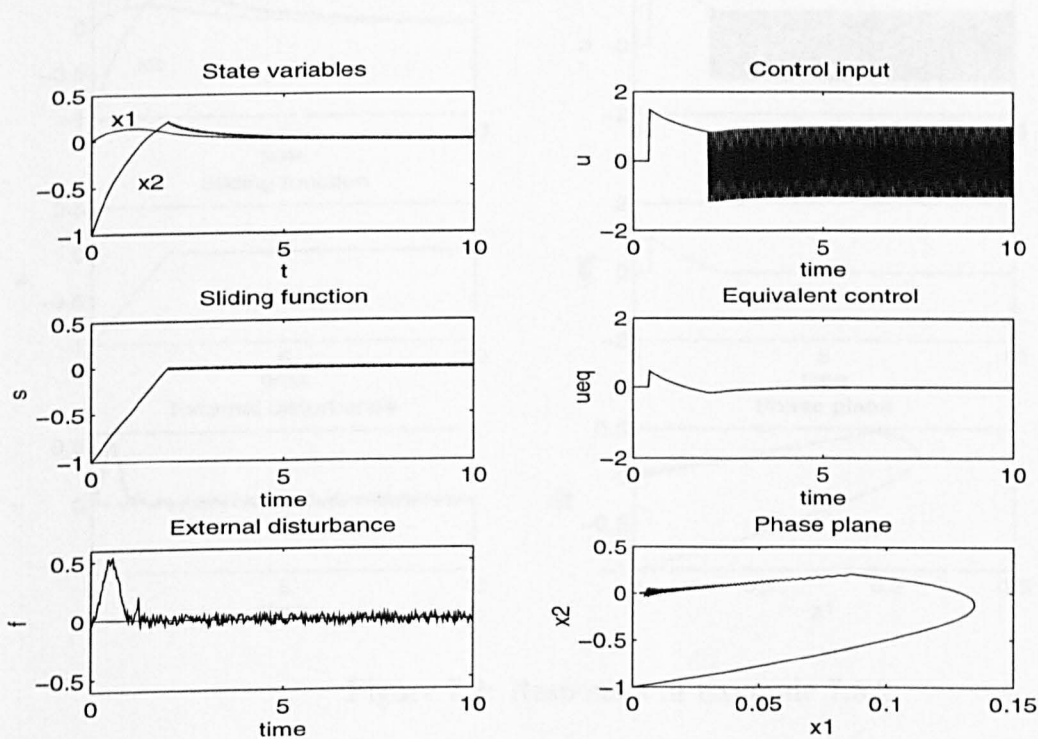 State variables
0.5
0
−0.5
−1
x1
x2
0 5 10
t
Control input
2
0
−2
u
0 5 10
time
Sliding function
0.5
0
−0.5
−1
s
0 5 10
time
Equivalent control
2
0
−2
ueq
0 5 10
time
External disturbance
0.5
0
−0.5
f
0 5 10
time
Phase plane
0.5
0
−0.5
−1
x2
0 0.05 0.10 0.15
x1